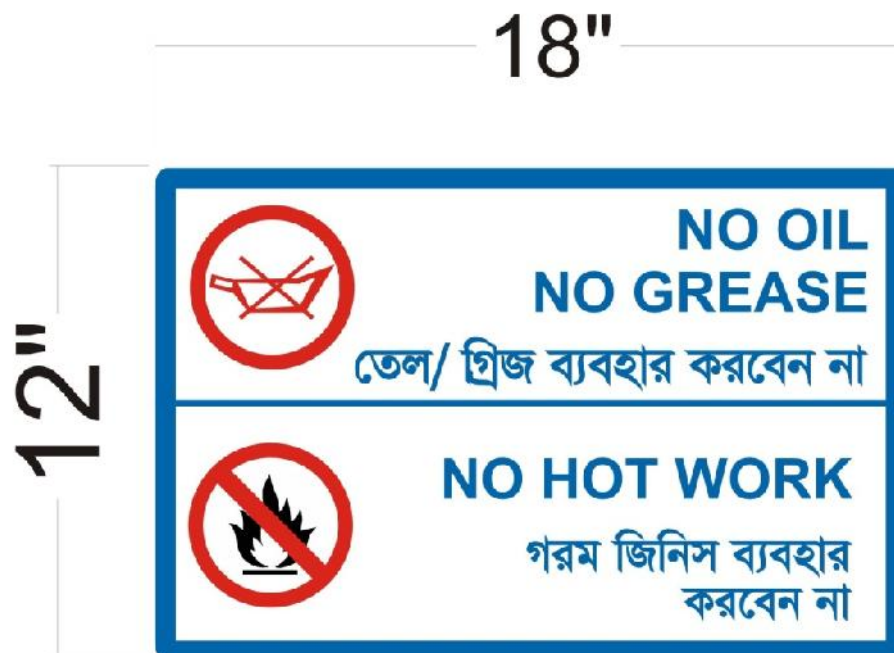 18"
12"
NO OIL
NO GREASE
তেল/ গ্রিজ ব্যবহার করবেন না
NO HOT WORK
গরম জিনিস ব্যবহার
করবেন না